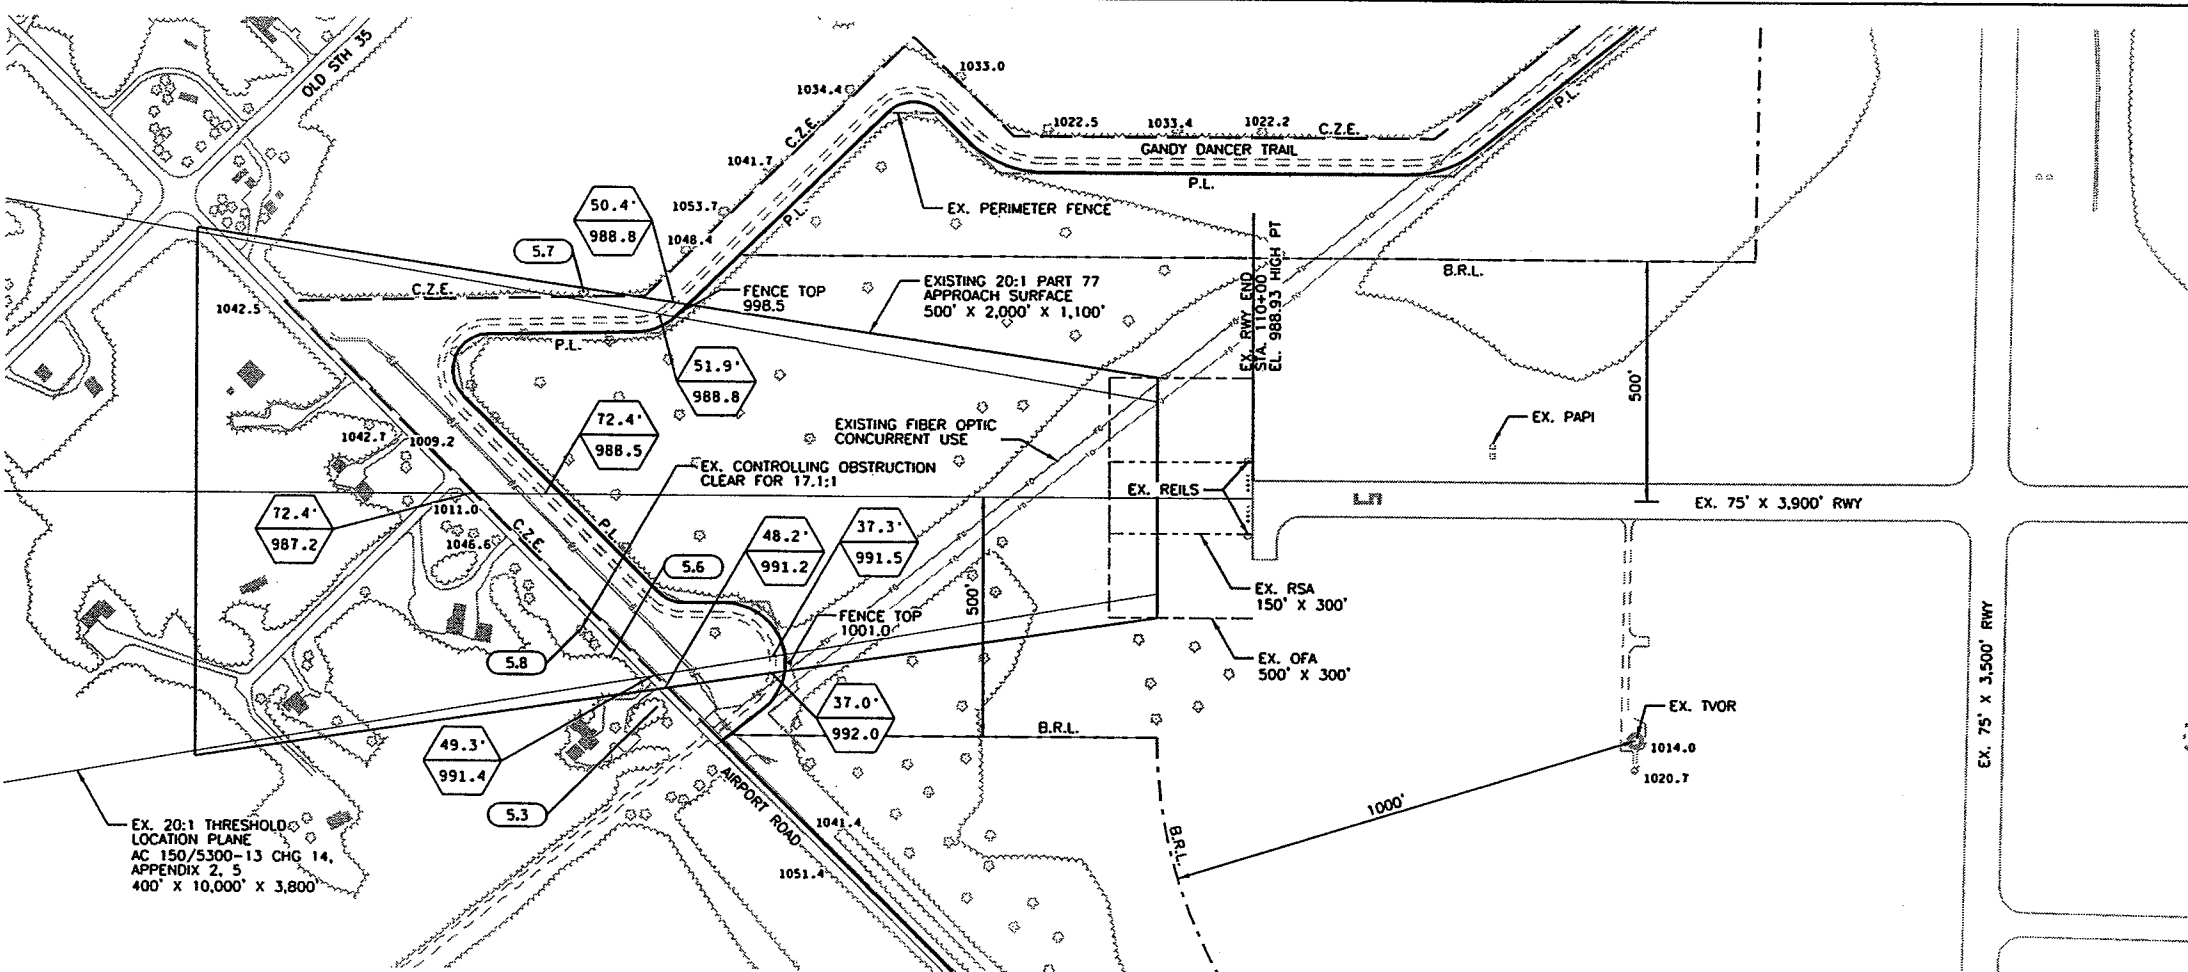 OLD STH 35
1033.0
1034.4
C.Z.E.
P.L.
1022.5
1033.4
1022.2
C.Z.E.
GANDY DANCER TRAIL
P.L.
1041.7
50.4'
988.8
1053.7
P.L.
EX. PERIMETER FENCE
1048.4
5.7
C.Z.E.
FENCE TOP
998.5
EXISTING 20:1 PART 77
APPROACH SURFACE
500' X 2,000' X 1,100'
EX. RWY END
STA. 110+00
EL. 988.93 HIGH PT
B.R.L.
1042.5
P.L.
51.9'
988.8
500'
72.4'
988.5
EXISTING FIBER OPTIC
CONCURRENT USE
EX. PAPI
1042.7
1009.2
EX. CONTROLLING OBSTRUCTION
CLEAR FOR 17.1:1
EX. REILS
EX. 75' X 3,900' RWY
72.4'
987.2
1011.0
C.Z.E.
P.L.
1046.6
48.2'
991.2
37.3'
991.5
5.6
500'
EX. RSA
150' X 300'
FENCE TOP
1001.0
5.8
EX. OFA
500' X 300'
EX. 75' X 3,500' RWY
37.0'
992.0
49.3'
991.4
B.R.L.
EX. TVOR
1014.0
1020.7
5.3
AIRPORT ROAD
1000'
EX. 20:1 THRESHOLD
LOCATION PLANE
AC 150/5300-13 CHG 14,
APPENDIX 2, 5
400' X 10,000' X 3,800'
1041.4
B.R.L.
1051.4